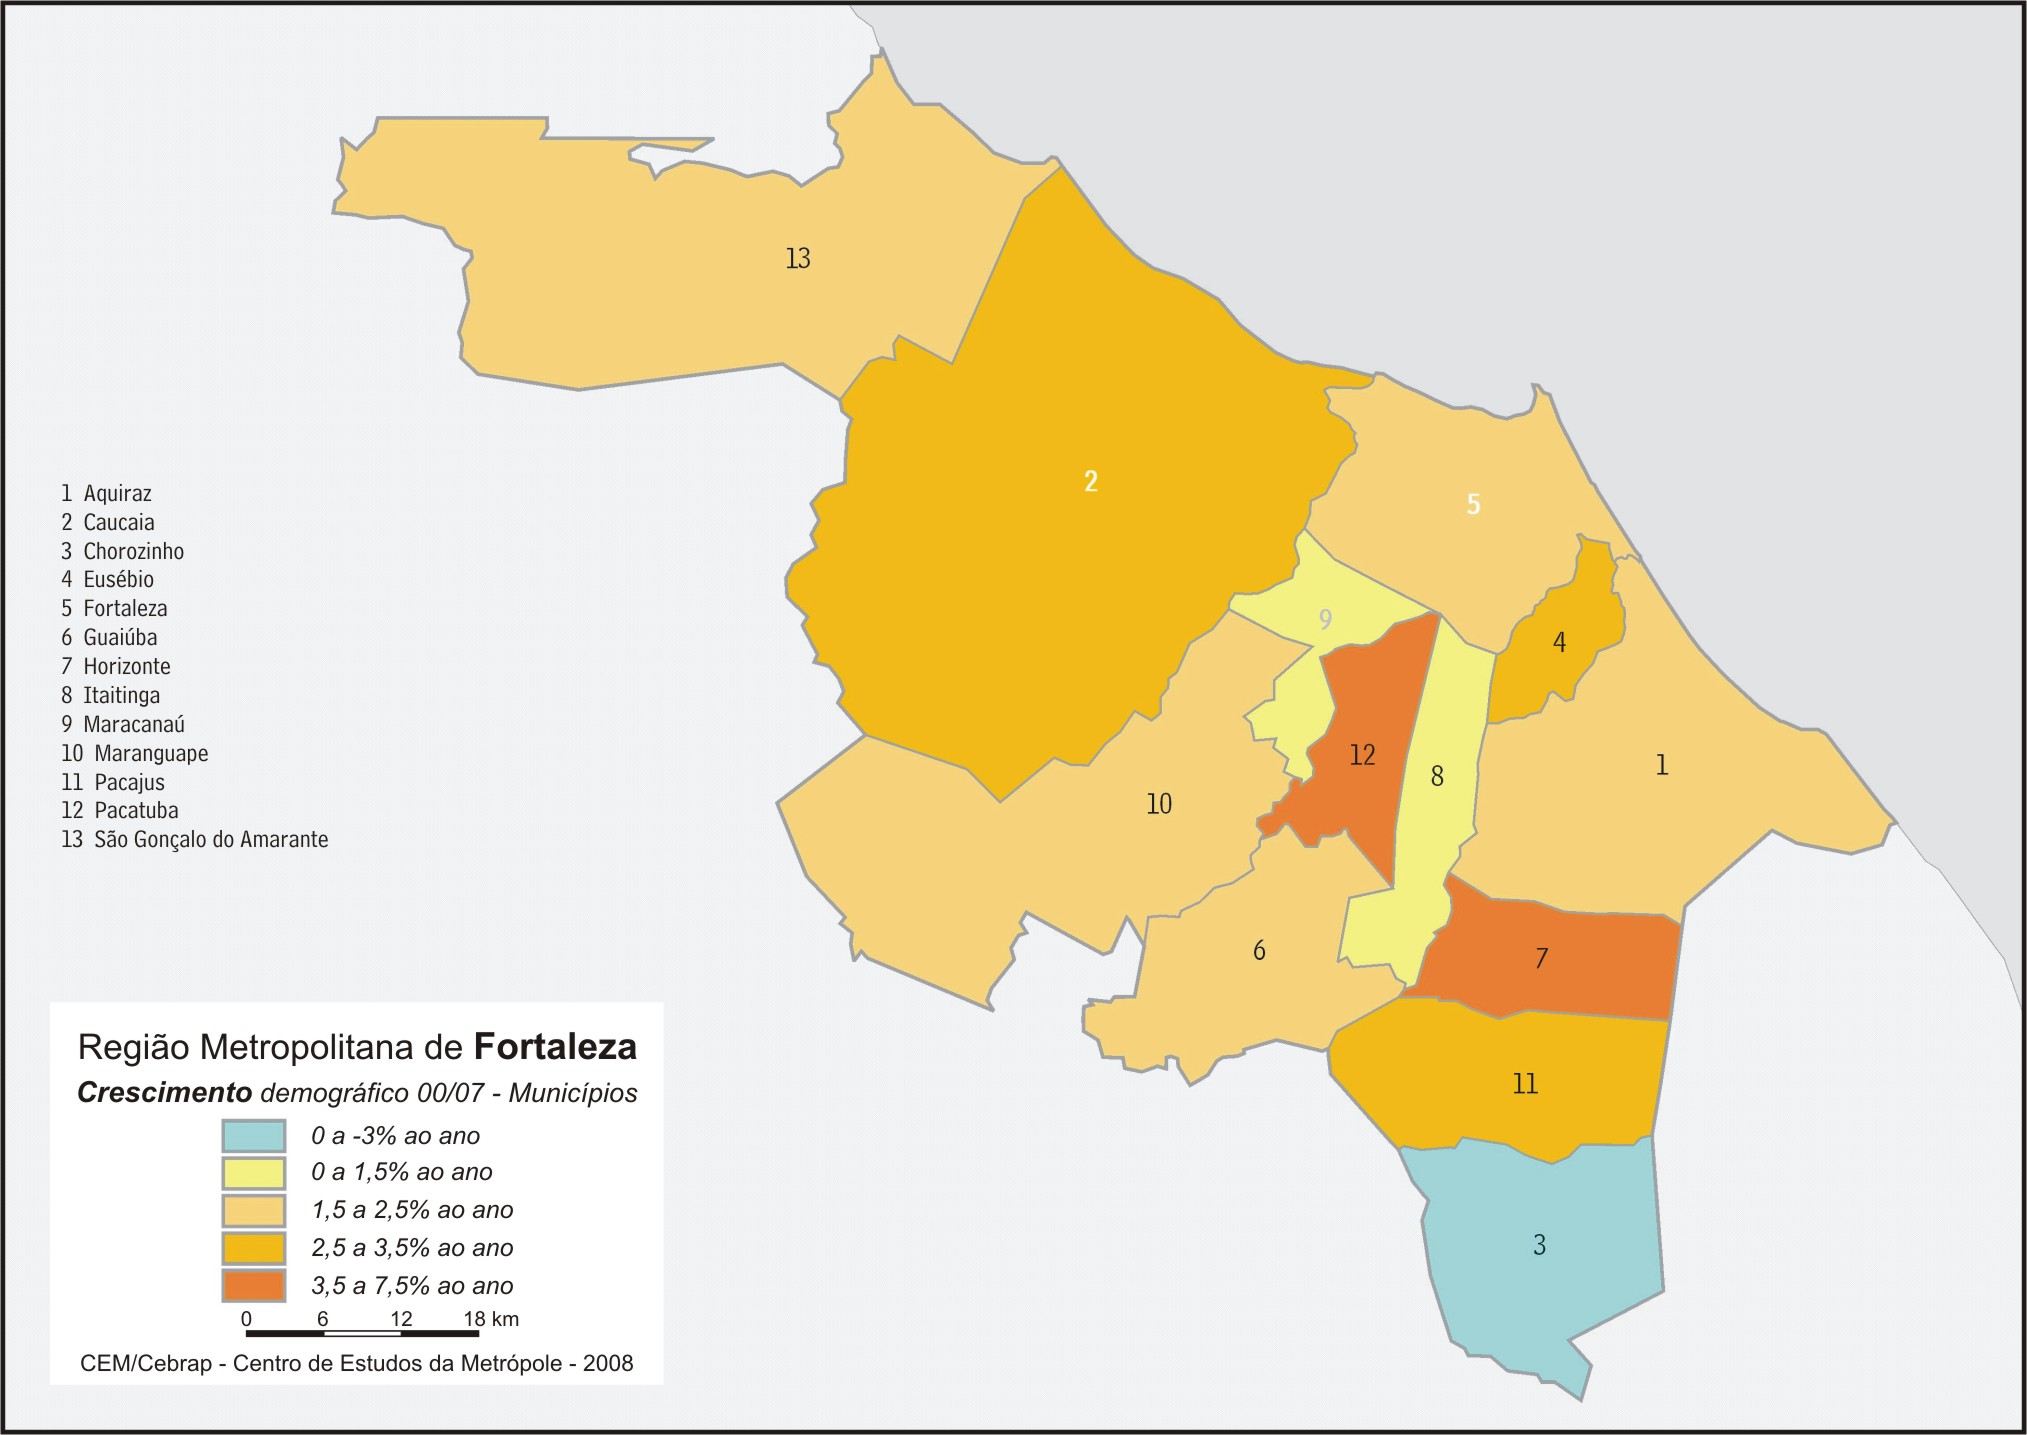 13
2
5
9
4
12
8
1
10
6
7
11
3
1 Aquiraz
2 Caucaia
3 Chorozinho
4 Eusébio
5 Fortaleza
6 Guaiúba
7 Horizonte
8 Itaitinga
9 Maracanaú
10 Maranguape
11 Pacajus
12 Pacatuba
13 São Gonçalo do Amarante
Região Metropolitana de Fortaleza
Crescimento demográfico 00/07 - Municípios
0 a -3% ao ano
0 a 1,5% ao ano
1,5 a 2,5% ao ano
2,5 a 3,5% ao ano
3,5 a 7,5% ao ano
0 6 12 18 km
CEM/Cebrap - Centro de Estudos da Metrópole - 2008